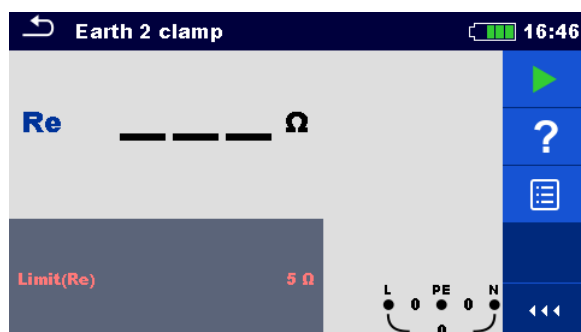 Earth 2 clamp 16:46
Re _ _ _ Ω
?
Limit(Re) 5 Ω
L PE N
0 0
0